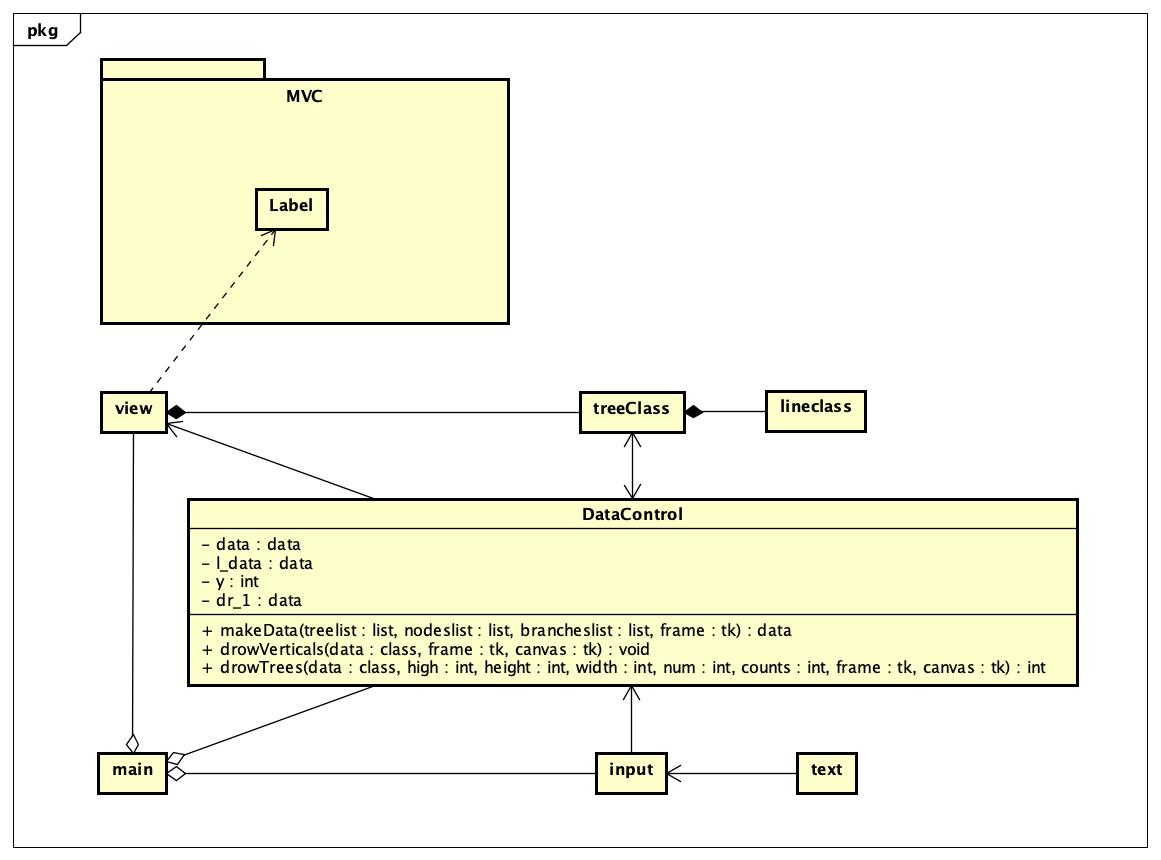 pkg
MVC
Label
view
treeClass
lineclass
DataControl
- data : data
- l_data : data
- y : int
- dr_1 : data
+ makeData(treelist : list, nodeslist : list, brancheslist : list, frame : tk) : data
+ drowVerticals(data : class, frame : tk, canvas : tk) : void
+ drowTrees(data : class, high : int, height : int, width : int, num : int, counts : int, frame : tk, canvas : tk) : int
main
input
text